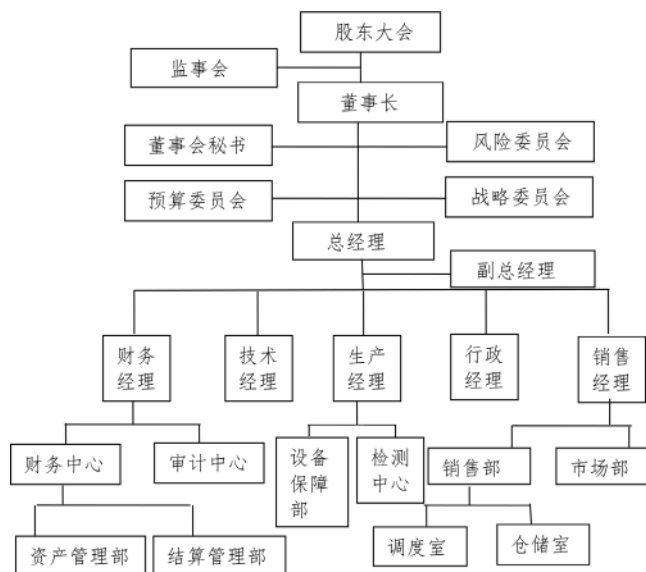 股东大会
监事会
董事长
董事会秘书
风险委员会
预算委员会
战略委员会
总经理
副总经理
财务
经理
技术
经理
生产
经理
行政
经理
销售
经理
财务中心
审计中心
设备
保障
部
检测
中心
销售部
市场部
资产管理部
结算管理部
调度室
仓储室